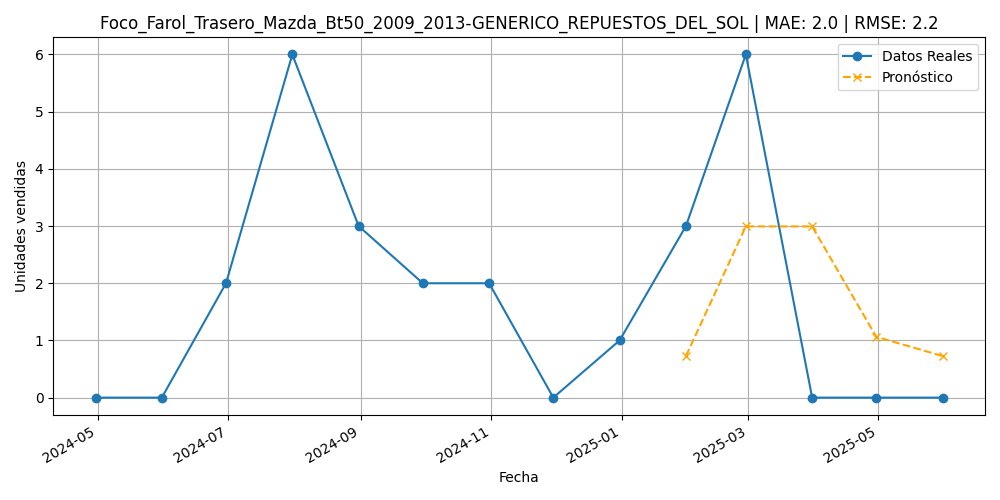 Foco_Farol_Trasero_Mazda_Bt50_2009_2013-GENERICO_REPUESTOS_DEL_SOL | MAE: 2.0 | RMSE: 2.2
Datos Reales
Pronóstico
6
5
4
3
2
1
0
Unidades vendidas
2024-05
2024-07
2024-09
2024-11
2025-01
2025-03
2025-05
Fecha